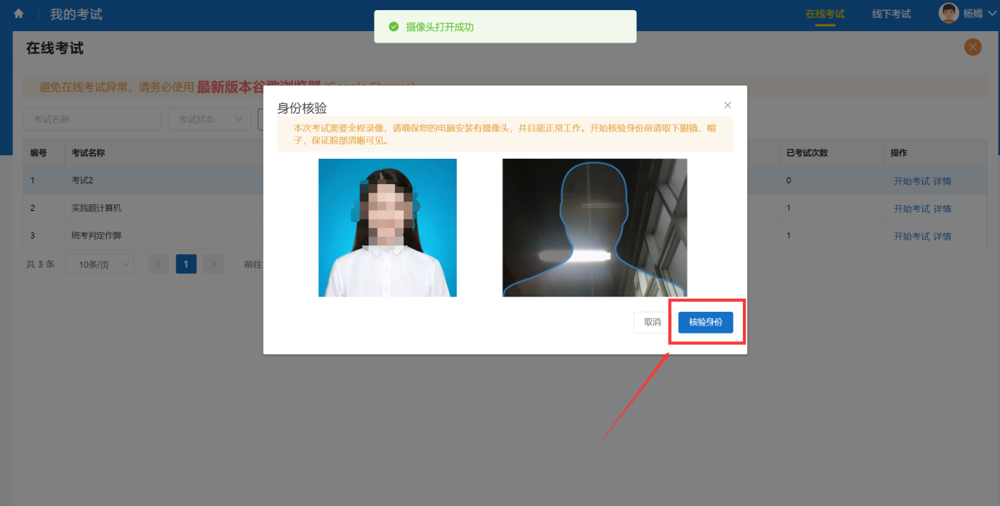 我的考试
在线考试
线下考试
杨嫣
摄像头打开成功
在线考试
避免在线考试异常，请务必使用 最新版本谷歌浏览器 (Google Chrome)
考试名称
考试状态
编号
考试名称
已考试次数
操作
1
考试2
0
开始考试 详情
2
实践题计算机
1
开始考试 详情
3
统考判定作弊
1
开始考试 详情
共 3 条
10条/页
1
前往
身份核验
本次考试需要全程录像，请确保您的电脑安装有摄像头，并且能正常工作。开始核验身份前请取下眼镜、帽
子，保证脸部清晰可见。
取消
核验身份